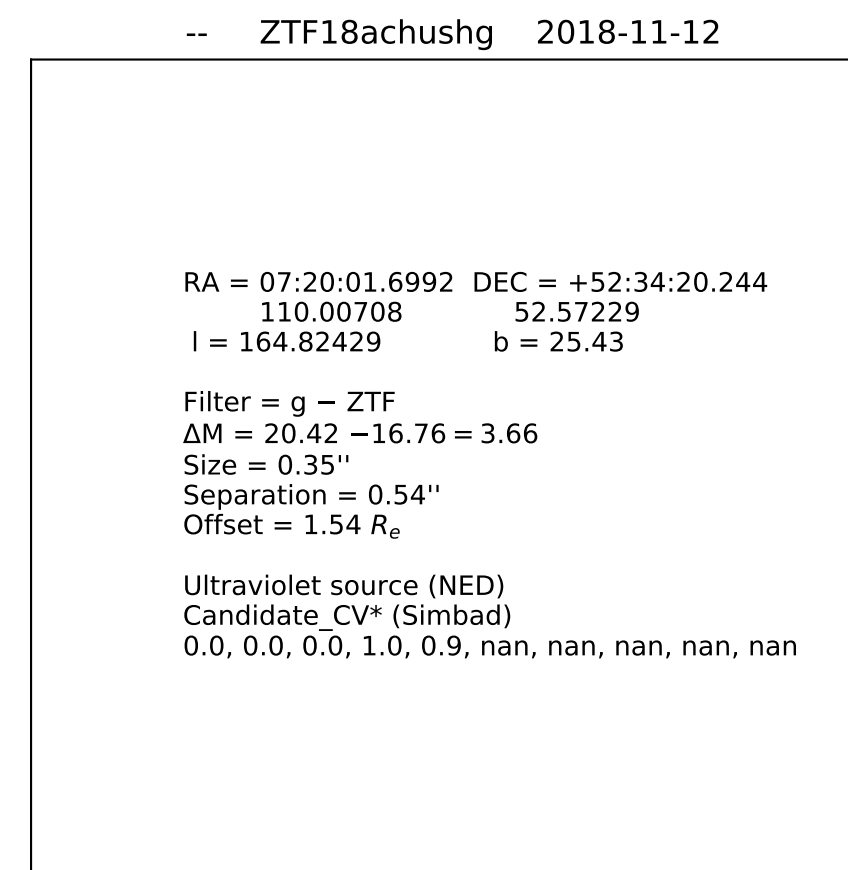 -- ZTF18achushg 2018-11-12
RA = 07:20:01.6992 DEC = +52:34:20.244
110.00708 52.57229
l = 164.82429 b = 25.43
Filter = g − ZTF
ΔM = 20.42 −16.76 = 3.66
Size = 0.35''
Separation = 0.54''
Offset = 1.54 Re
Ultraviolet source (NED)
Candidate_CV* (Simbad)
0.0, 0.0, 0.0, 1.0, 0.9, nan, nan, nan, nan, nan